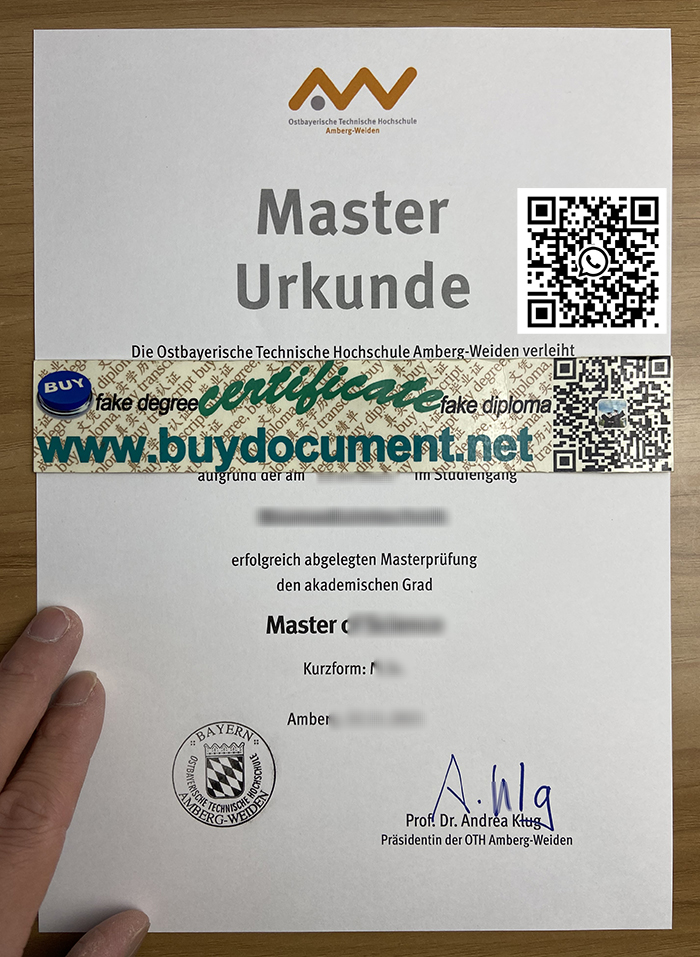 Ostbayerische Technische Hochschule
Amberg-Weiden
Master
Urkunde
Die Ostbayerische Technische Hochschule Amberg-Weiden verleiht
BUY
fake degree
certificate
fake diploma
www.buydocument.net
aufgrund der am im Studiengang
erfolgreich abgelegten Masterprüfung
den akademischen Grad
Master
Kurzform:
BAYERN
OSTBAYERISCHE TECHNISCHE HOCHSCHULE
AMBERG-WEIDEN
Prof. Dr. Andrea Klug
Präsidentin der OTH Amberg-Weiden